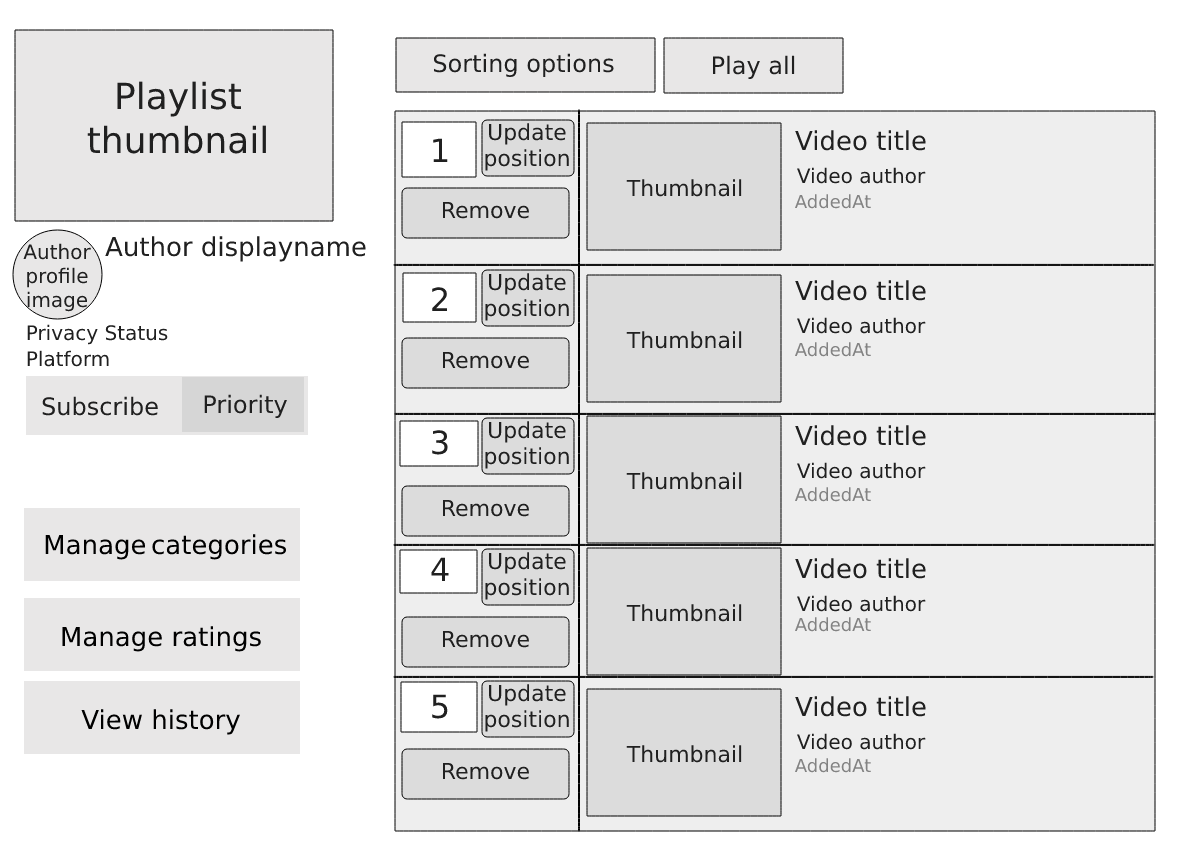 Playlist
thumbnail
Author
profile
image
Author displayname
Privacy Status
Platform
Subscribe
Priority
Manage categories
Manage ratings
View history
Sorting options
Play all
1
Update
position
Remove
Thumbnail
Video title
Video author
AddedAt
2
Update
position
Remove
Thumbnail
Video title
Video author
AddedAt
3
Update
position
Remove
Thumbnail
Video title
Video author
AddedAt
4
Update
position
Remove
Thumbnail
Video title
Video author
AddedAt
5
Update
position
Remove
Thumbnail
Video title
Video author
AddedAt